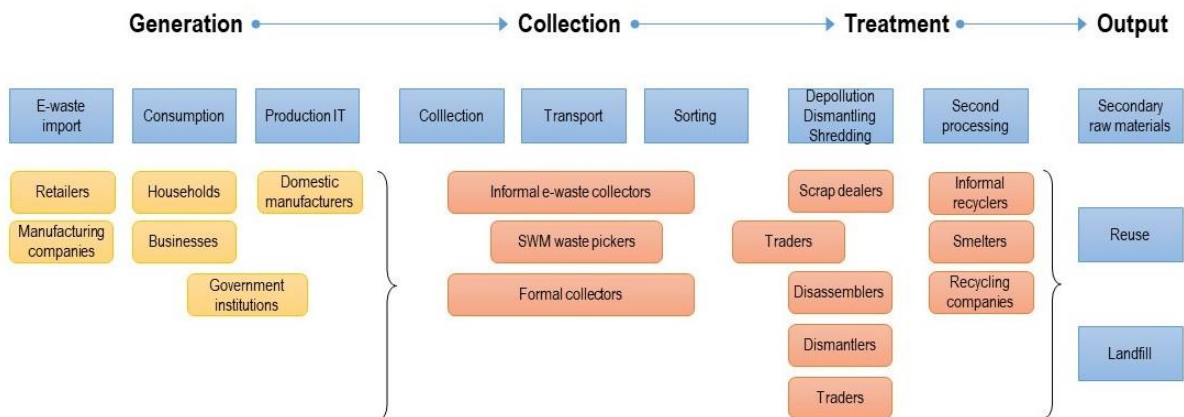 Generation
Collection
Treatment
Output
E-waste
import
Consumption
Production IT
Colllection
Transport
Sorting
Depollution
Dismantling
Shredding
Second
processing
Secondary
raw materials
Retailers
Households
Domestic
manufacturers
Informal e-waste collectors
Scrap dealers
Informal
recyclers
Manufacturing
companies
Businesses
SWM waste pickers
Traders
Smelters
Reuse
Government
institutions
Formal collectors
Disassemblers
Recycling
companies
Dismantlers
Landfill
Traders